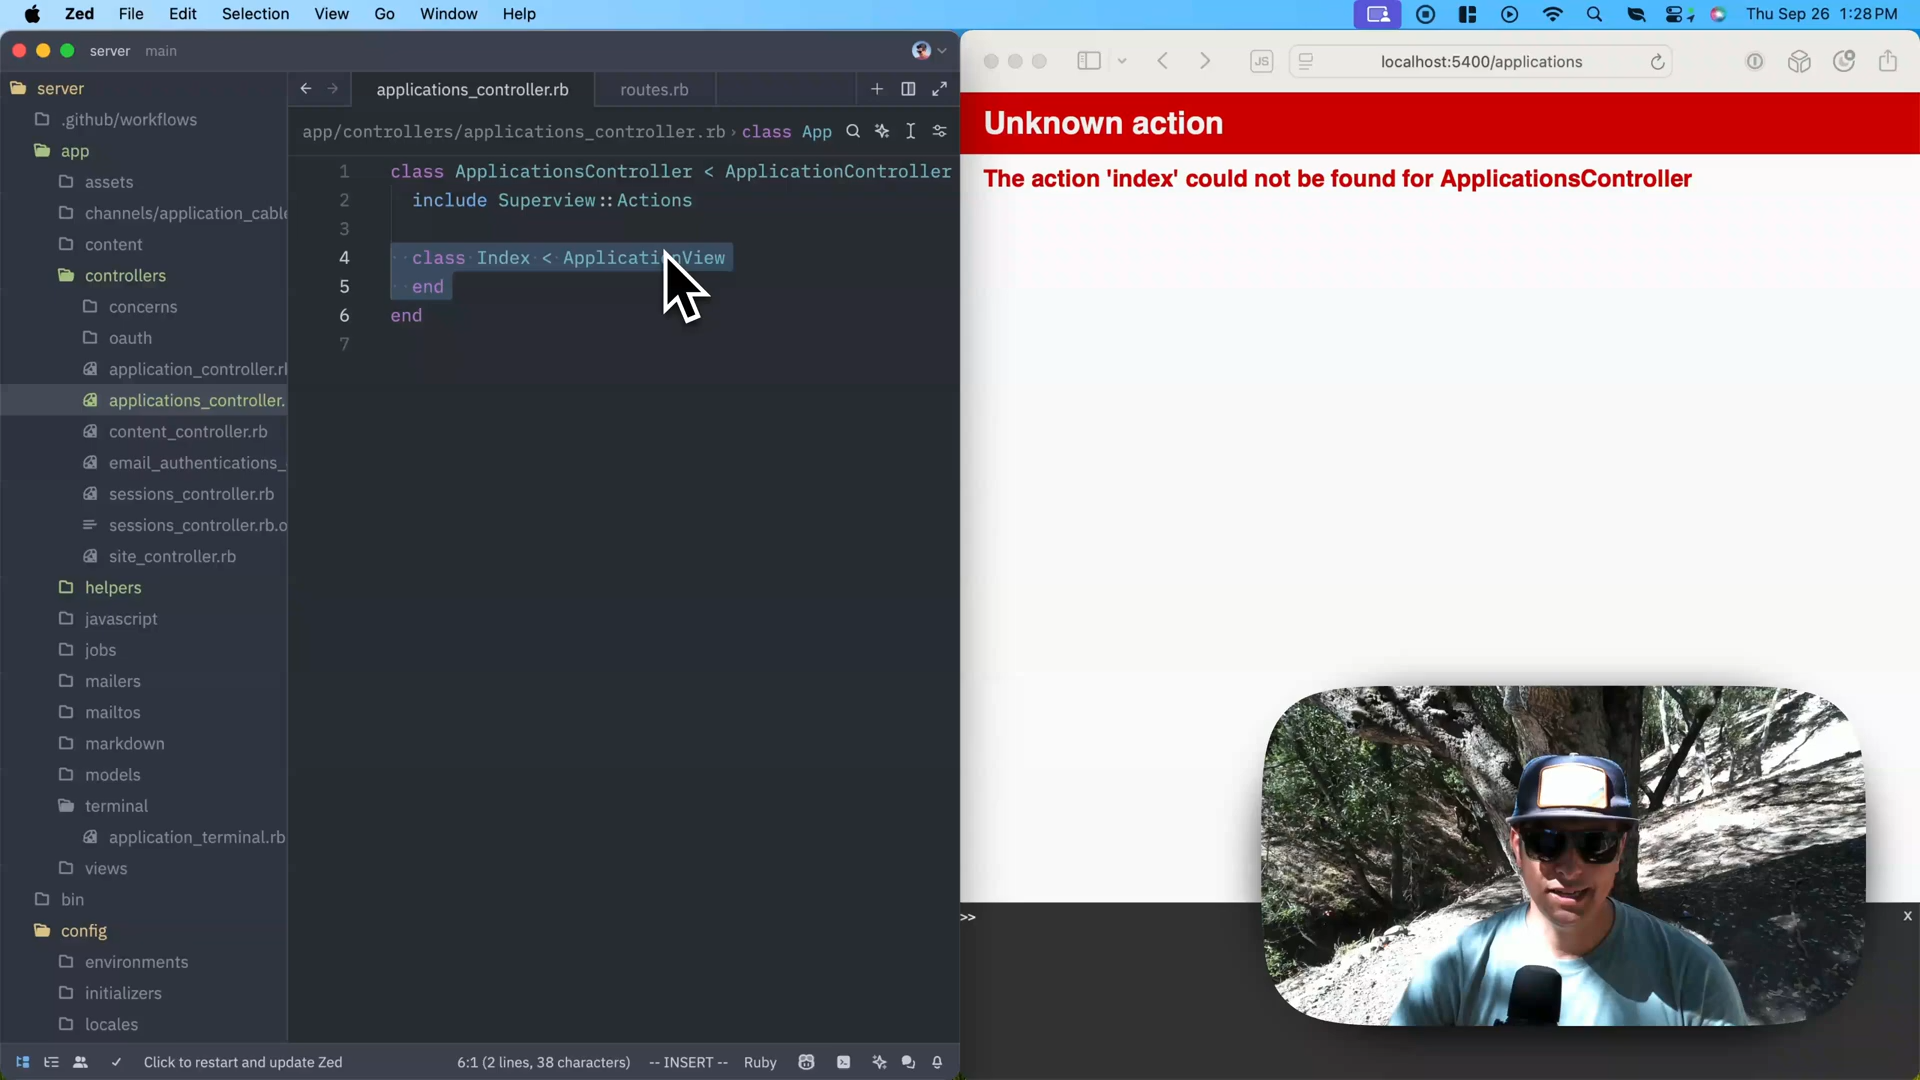 Zed File Edit Selection View Go Window Help
Thu Sep 26 1:28 PM
server main
server
.github/workflows
app
assets
channels/application_cable
content
controllers
concerns
oauth
application_controller.r
applications_controller.
content_controller.rb
email_authentications_
sessions_controller.rb
sessions_controller.rb.o
site_controller.rb
helpers
javascript
jobs
mailers
mailtos
markdown
models
terminal
application_terminal.rb
views
bin
config
environments
initializers
locales
applications_controller.rb routes.rb
app/controllers/applications_controller.rb › class App
1 class ApplicationsController < ApplicationController
2 include Superview::Actions
3
4 class Index < ApplicationView
5 end
6 end
7
Click to restart and update Zed
6:1 (2 lines, 38 characters) -- INSERT -- Ruby
JS
localhost:5400/applications
Unknown action
The action 'index' could not be found for ApplicationsController
>>
x